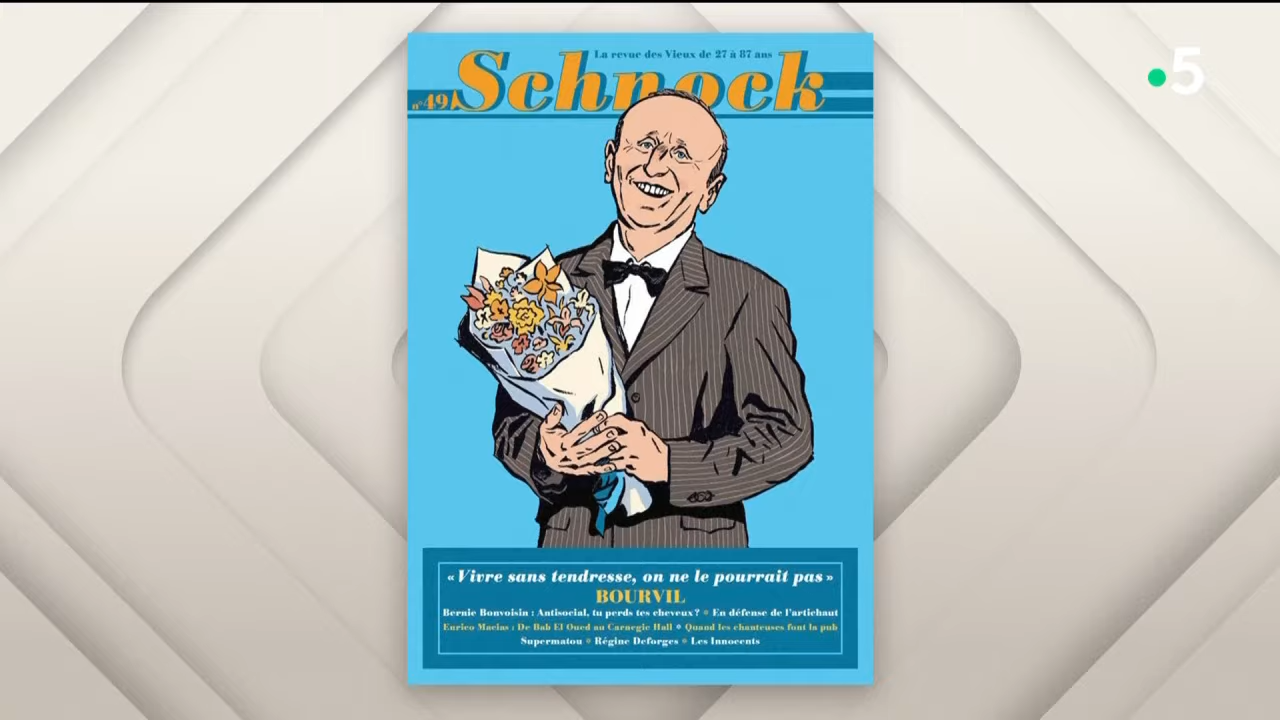 La revue des Vieux de 27 à 87 ans
Schnock
n°49
5
« Vivre sans tendresse, on ne le pourrait pas »
BOURVIL
Bernie Bonvoisin : Antisocial, tu perds tes cheveux ? * En défense de l'artichaut
Enrico Macias : De Bab El Oued au Carnegie Hall * Quand les chanteuses font la pub
Supermatou * Régine Deforges * Les Innocents